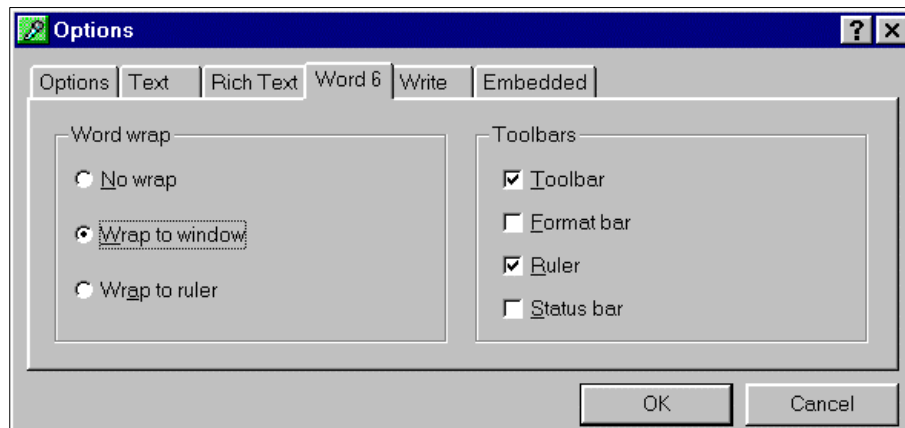 Options
Options Text Rich Text Word 6 Write Embedded
Word wrap
No wrap
Wrap to window
Wrap to ruler
Toolbars
Toolbar
Format bar
Ruler
Status bar
OK Cancel